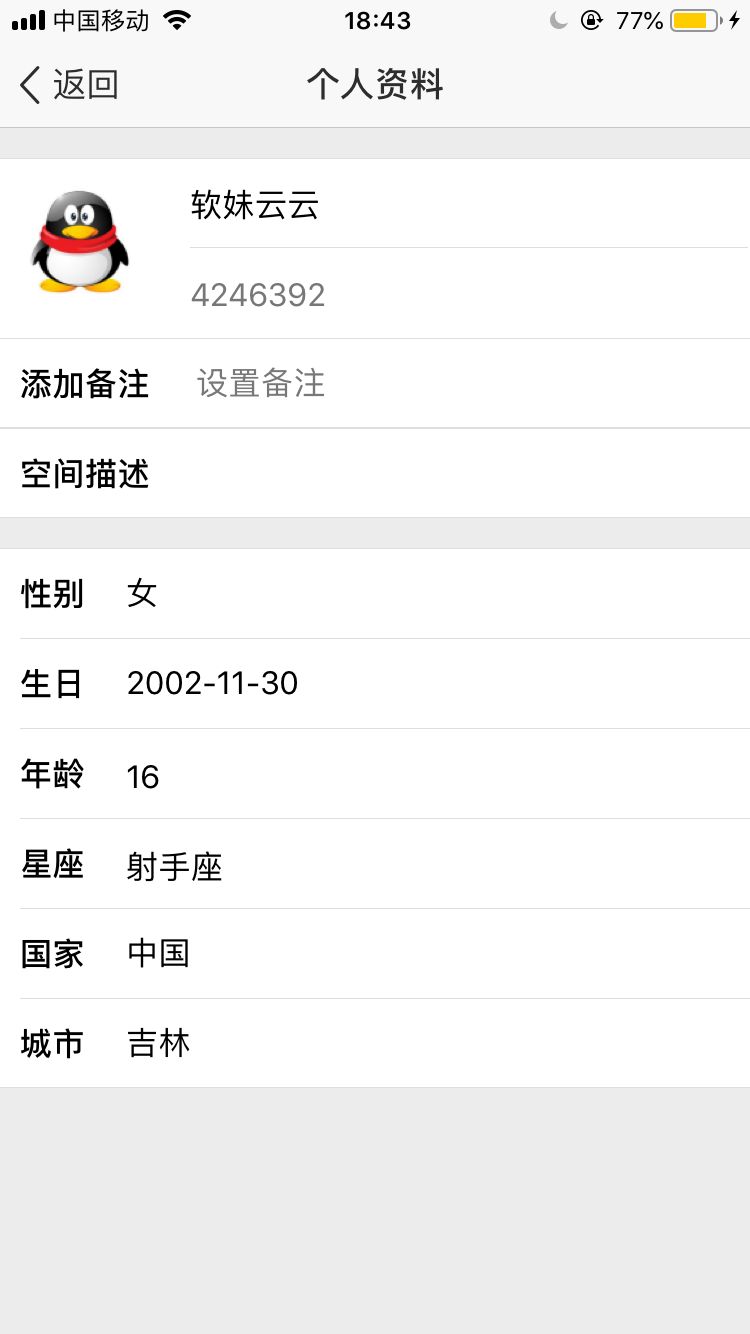 中国移动 18:43 77%
返回 个人资料
软妹云云
4246392
添加备注 设置备注
空间描述
性别 女
生日 2002-11-30
年龄 16
星座 射手座
国家 中国
城市 吉林